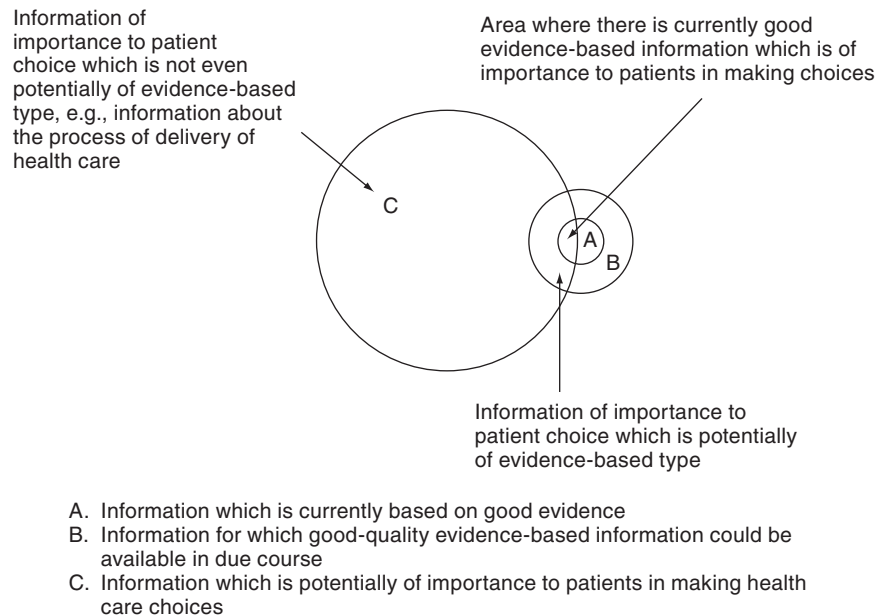 Information of
importance to patient
choice which is not even
potentially of evidence-based
type, e.g., information about
the process of delivery of
health care
Area where there is currently good
evidence-based information which is of
importance to patients in making choices
C
A
B
Information of importance to
patient choice which is potentially
of evidence-based type
A. Information which is currently based on good evidence
B. Information for which good-quality evidence-based information could be
available in due course
C. Information which is potentially of importance to patients in making health
care choices